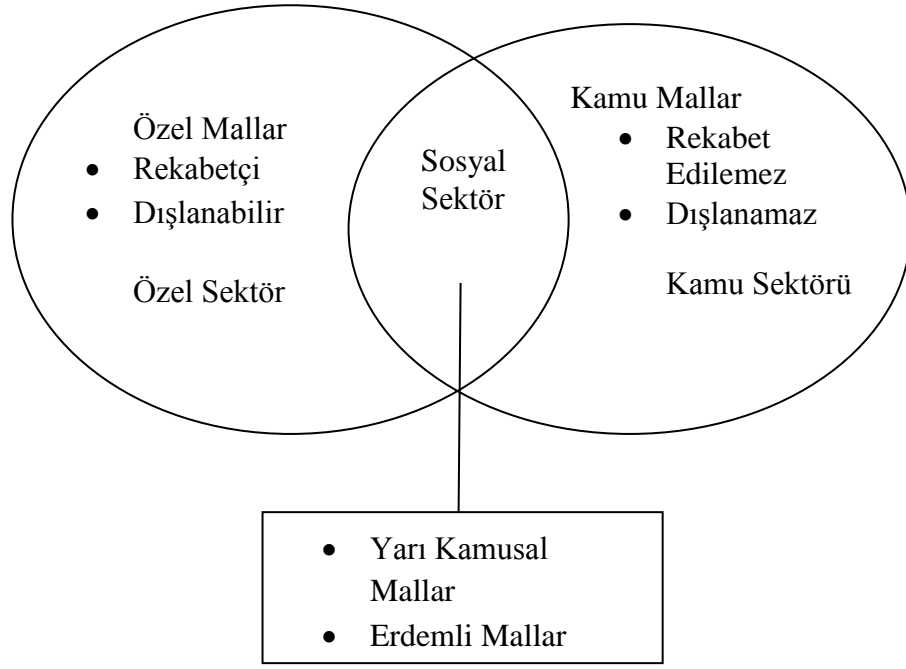 Özel Mallar
• Rekabetçi
• Dışlanabilir
Özel Sektör
Sosyal
Sektör
Kamu Mallar
• Rekabet
Edilemez
• Dışlanamaz
Kamu Sektörü
• Yarı Kamusal
Mallar
• Erdemli Mallar